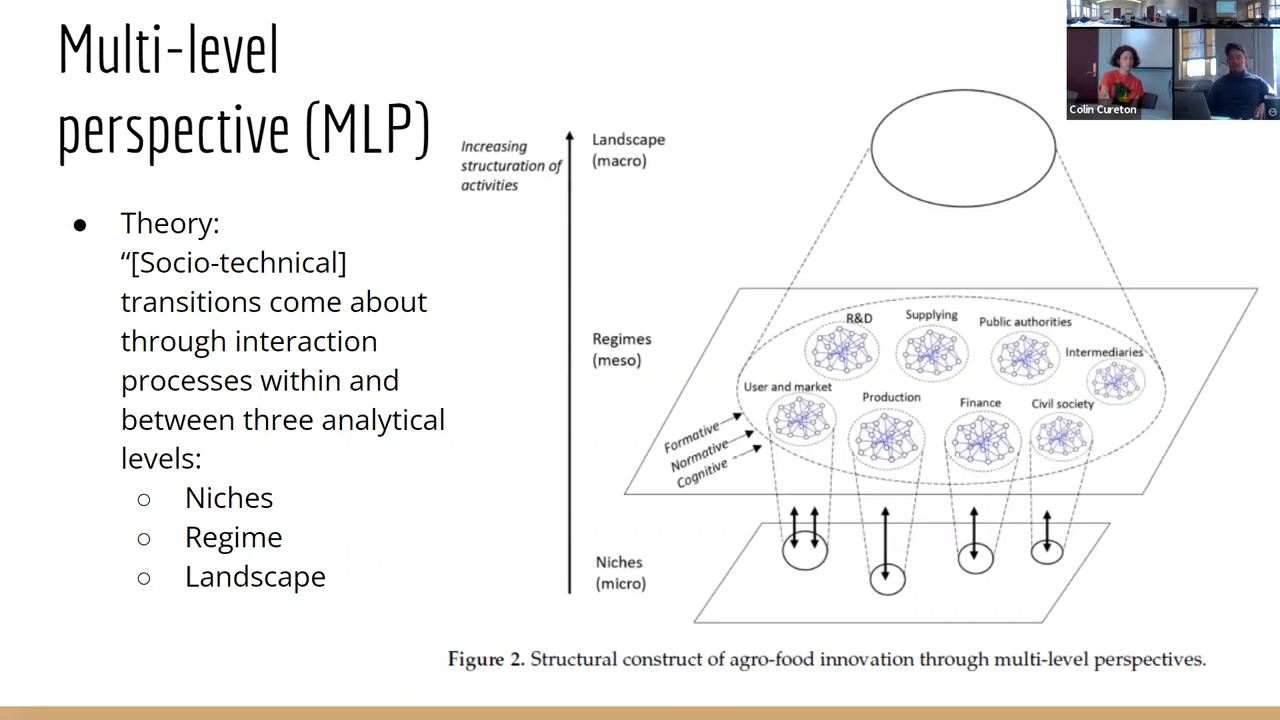 Multi-level
perspective (MLP)
● Theory:
“[Socio-technical]
transitions come about
through interaction
processes within and
between three analytical
levels:
○ Niches
○ Regime
○ Landscape
Increasing
structuration of
activities
Landscape
(macro)
Regimes
(meso)
Niches
(micro)
R&D
Supplying
Public authorities
Intermediaries
User and market
Production
Finance
Civil society
Formative
Normative
Cognitive
Figure 2. Structural construct of agro-food innovation through multi-level perspectives.
Colin Cureton